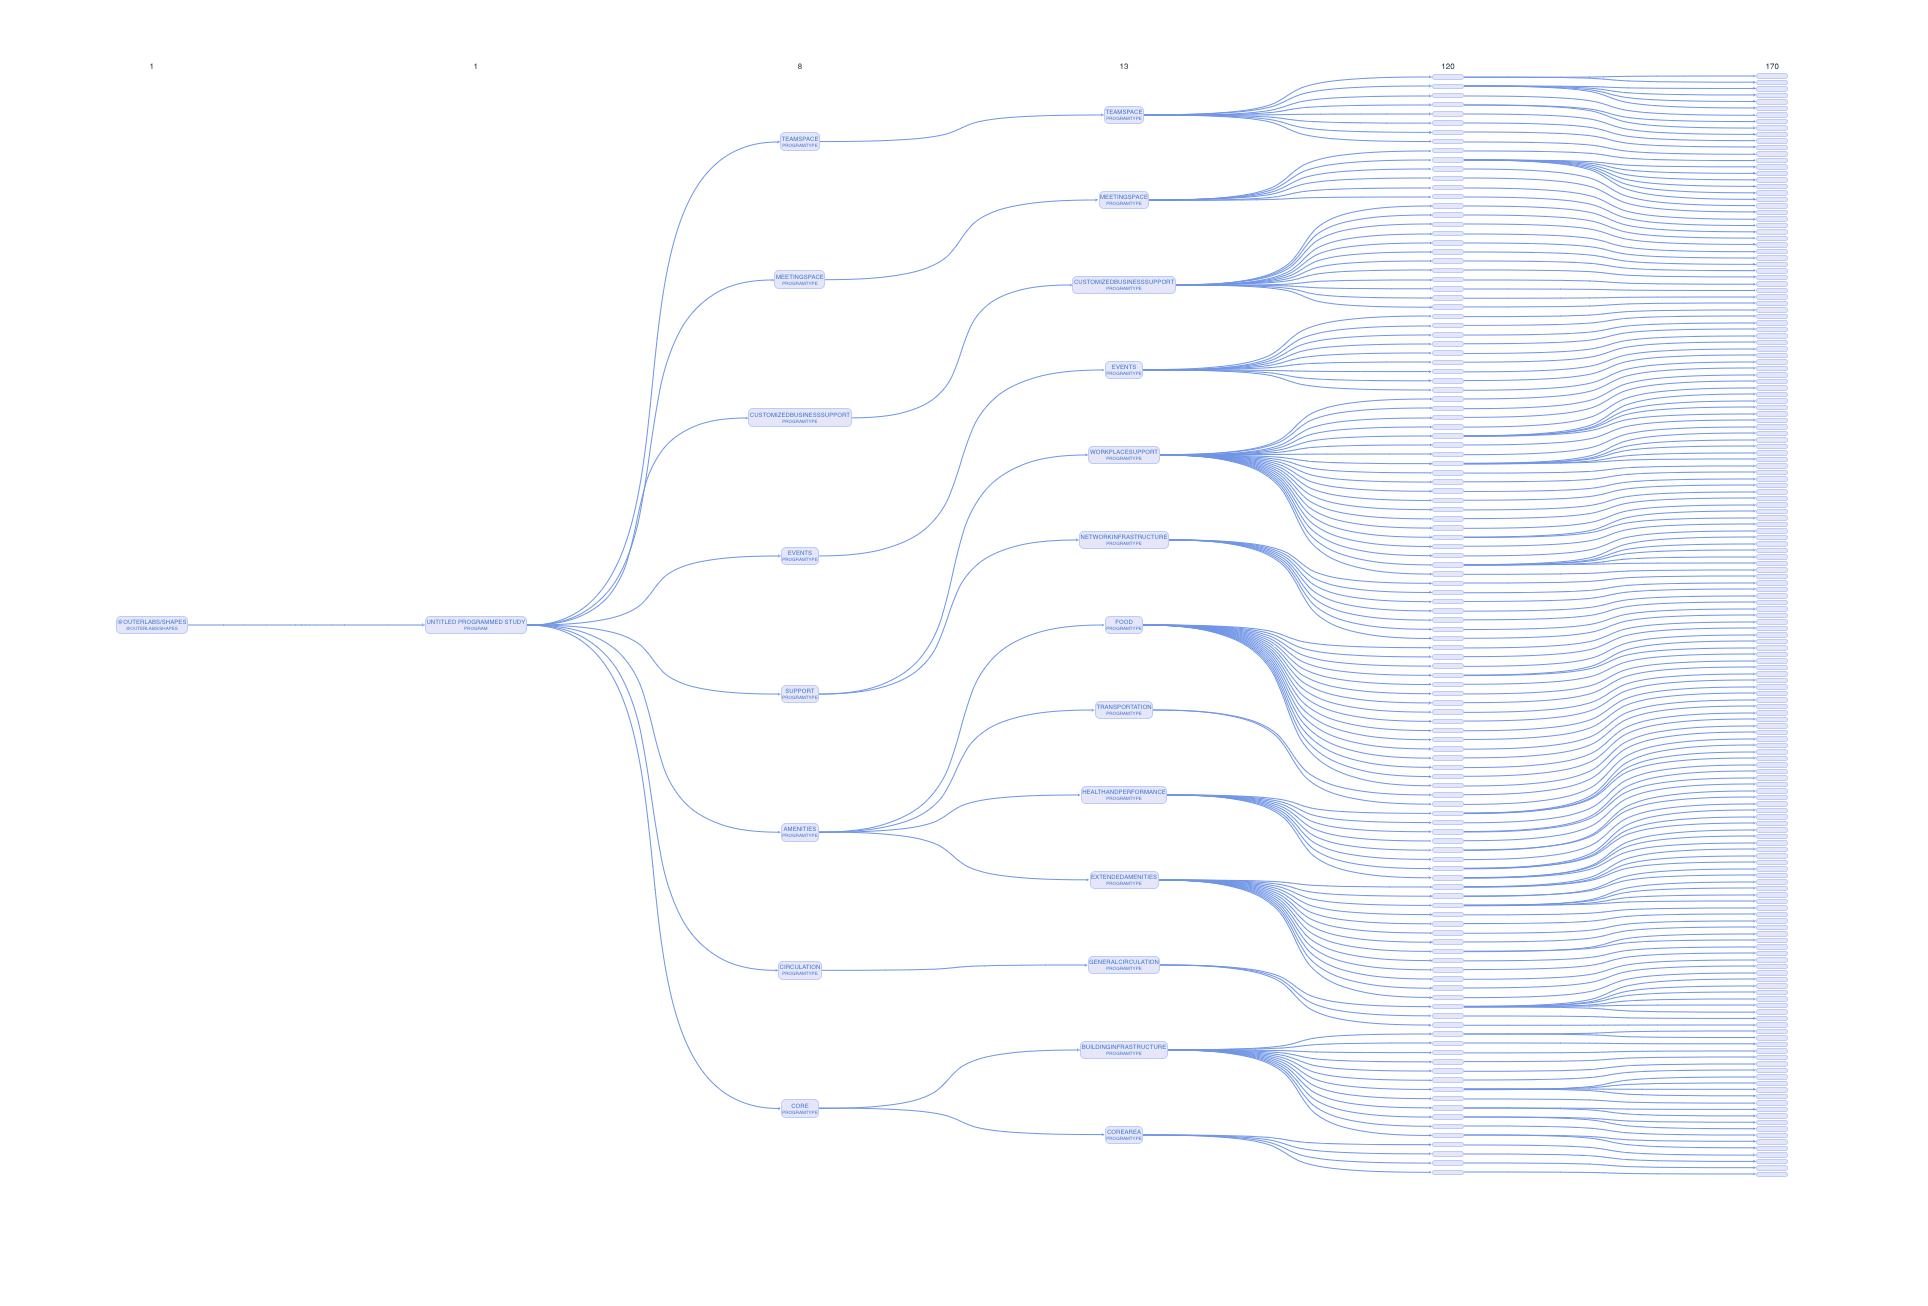 1
1
8
13
120
170
@OUTERLABS/SHAPES
@OUTERLABS/SHAPES
UNTITLED PROGRAMMED STUDY
PROGRAM
TEAMSPACE
PROGRAMTYPE
MEETINGSPACE
PROGRAMTYPE
CUSTOMIZEDBUSINESSSUPPORT
PROGRAMTYPE
EVENTS
PROGRAMTYPE
SUPPORT
PROGRAMTYPE
AMENITIES
PROGRAMTYPE
CIRCULATION
PROGRAMTYPE
CORE
PROGRAMTYPE
TEAMSPACE
PROGRAMTYPE
MEETINGSPACE
PROGRAMTYPE
CUSTOMIZEDBUSINESSSUPPORT
PROGRAMTYPE
EVENTS
PROGRAMTYPE
WORKPLACESUPPORT
PROGRAMTYPE
NETWORKINFRASTRUCTURE
PROGRAMTYPE
FOOD
PROGRAMTYPE
TRANSPORTATION
PROGRAMTYPE
HEALTHANDPERFORMANCE
PROGRAMTYPE
EXTENDEDAMENITIES
PROGRAMTYPE
GENERALCIRCULATION
PROGRAMTYPE
BUILDINGINFRASTRUCTURE
PROGRAMTYPE
COREAREA
PROGRAMTYPE